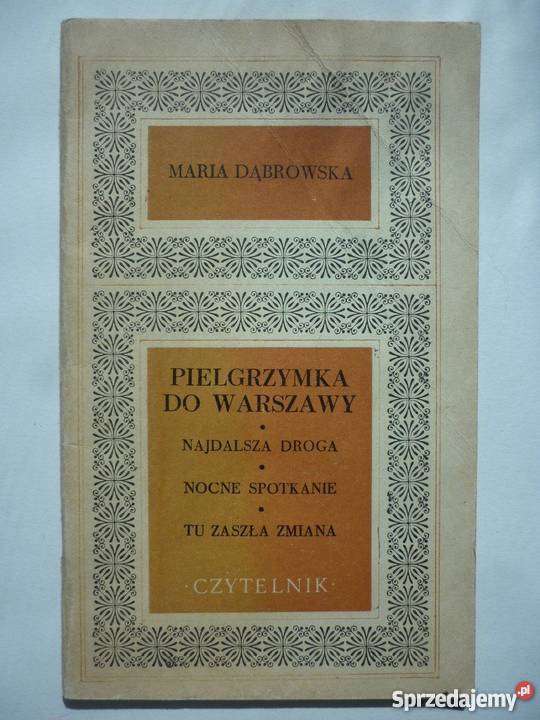 MARIA DĄBROWSKA
PIELGRZYMKA
DO WARSZAWY
•
NAJDALSZA DROGA
•
NOCNE SPOTKANIE
•
TU ZASZŁA ZMIANA
·CZYTELNIK·
Sprzedajemy.pl